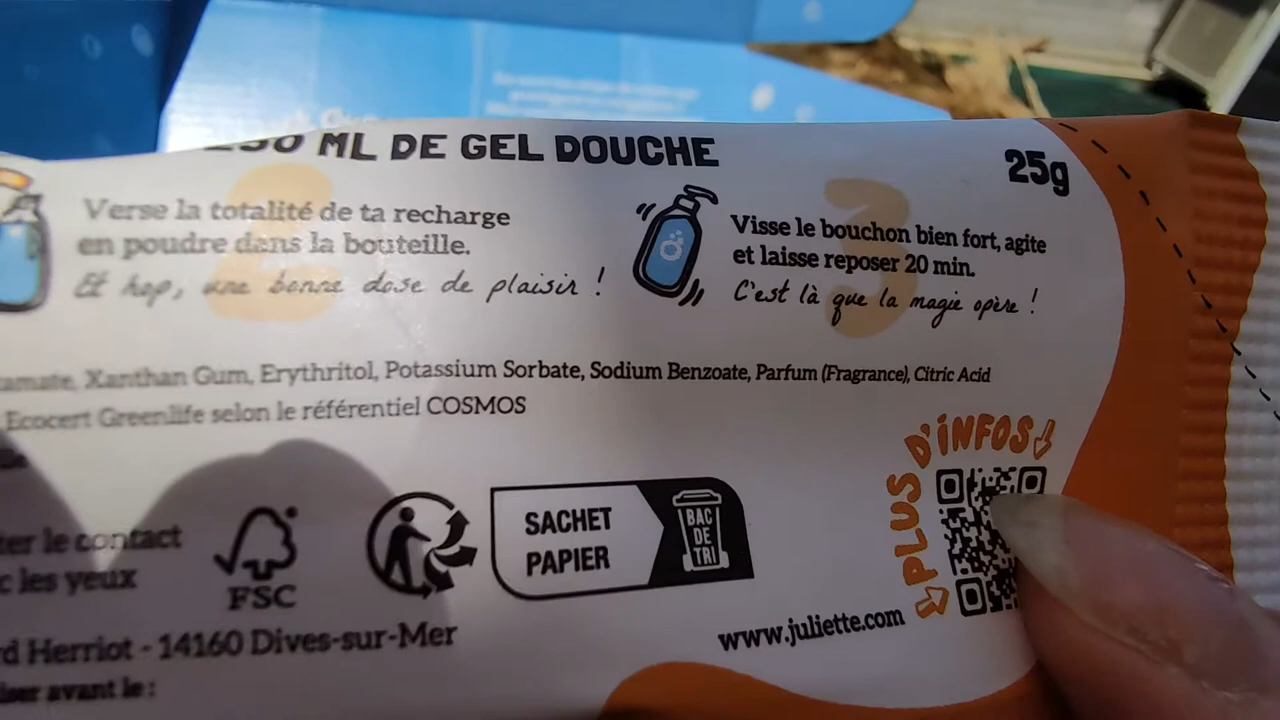 ML DE GEL DOUCHE
25g
2
Verse la totalité de ta recharge
en poudre dans la bouteille.
Et hop, une bonne dose de plaisir !
3
Visse le bouchon bien fort, agite
et laisse reposer 20 min.
C'est là que la magie opère !
Xanthan Gum, Erythritol, Potassium Sorbate, Sodium Benzoate, Parfum (Fragrance), Citric Acid
Ecocert Greenlife selon le référentiel COSMOS
PLUS D'INFOS
le contact
les yeux
FSC
SACHET
PAPIER
BAC
DE
TRI
www.juliette.com
Herriot - 14160 Dives-sur-Mer
avant le :